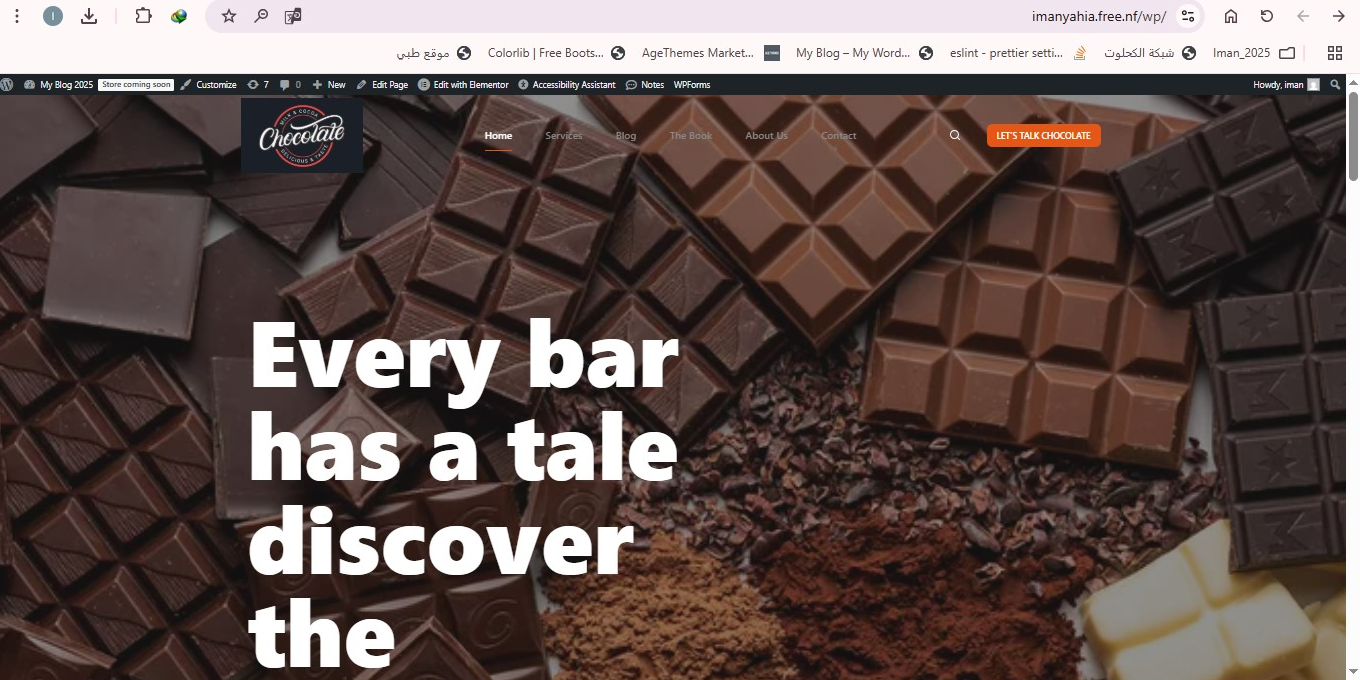 imanyahia.free.nf/wp/
موقع طبي
Colorlib | Free Boots...
AgeThemes Market...
My Blog – My Word...
eslint - prettier setti...
شبكة الكحلوت
Iman_2025
My Blog 2025
Store coming soon
Customize
7
0
New
Edit Page
Edit with Elementor
Accessibility Assistant
Notes
WPForms
Howdy, iman
MILK & COCOA
Chocolate
DELICIOUS & TASTE
Home
Services
Blog
The Book
About Us
Contact
LET'S TALK CHOCOLATE
Every bar
has a tale
discover
the